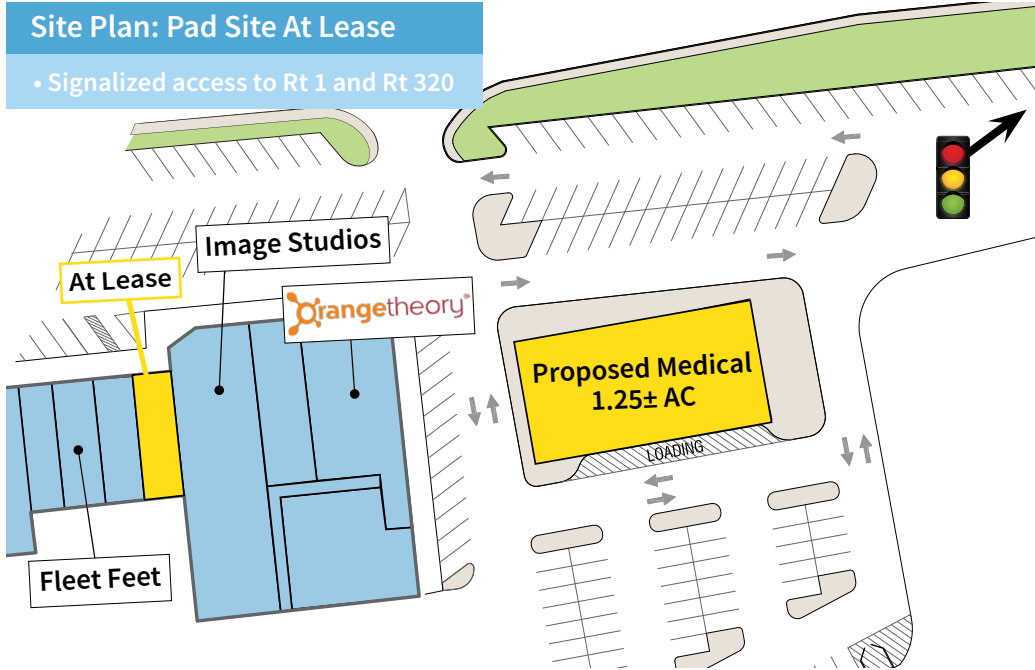 Site Plan: Pad Site At Lease
• Signalized access to Rt 1 and Rt 320
Image Studios
At Lease
Orangetheory
Proposed Medical
1.25± AC
LOADING
Fleet Feet